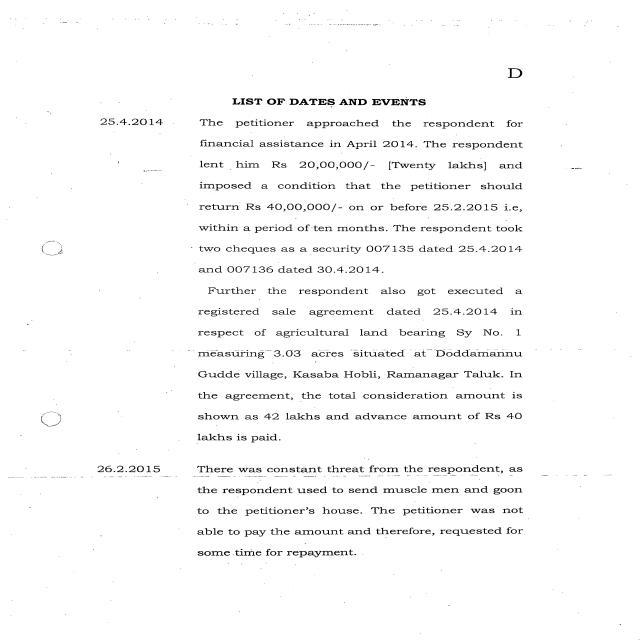 D
LIST OF DATES AND EVENTS
25.4.2014 The petitioner approached the respondent for
financial assistance in April 2014. The respondent
lent him Rs 20,00,000/- [Twenty lakhs] and
imposed a condition that the petitioner should
return Rs 40,00,000/- on or before 25.2.2015 i.e,
within a period of ten months. The respondent took
two cheques as a security 007135 dated 25.4.2014
and 007136 dated 30.4.2014.
Further the respondent also got executed a
registered sale agreement dated 25.4.2014 in
respect of agricultural land bearing Sy No. 1
measuring 3.03 acres situated at Doddamannu
Gudde village, Kasaba Hobli, Ramanagar Taluk. In
the agreement, the total consideration amount is
shown as 42 lakhs and advance amount of Rs 40
lakhs is paid.
26.2.2015 There was constant threat from the respondent, as
the respondent used to send muscle men and goon
to the petitioner's house. The petitioner was not
able to pay the amount and therefore, requested for
some time for repayment.